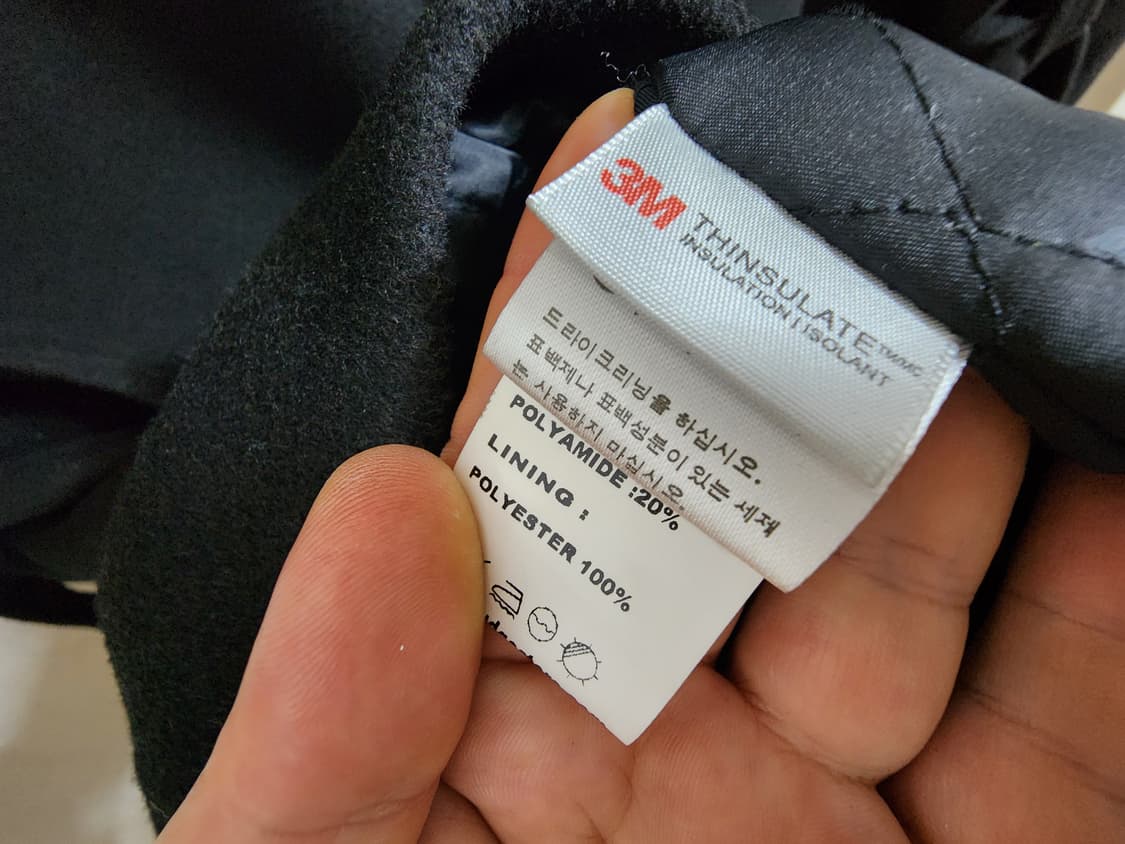 3M THINSULATE™/MC
INSULATION | ISOLANT
드라이크리닝을 하십시오.
표백제나 표백성분이 있는 세제
는 사용하지 마십시오.
POLYAMIDE :20%
LINING :
POLYESTER 100%